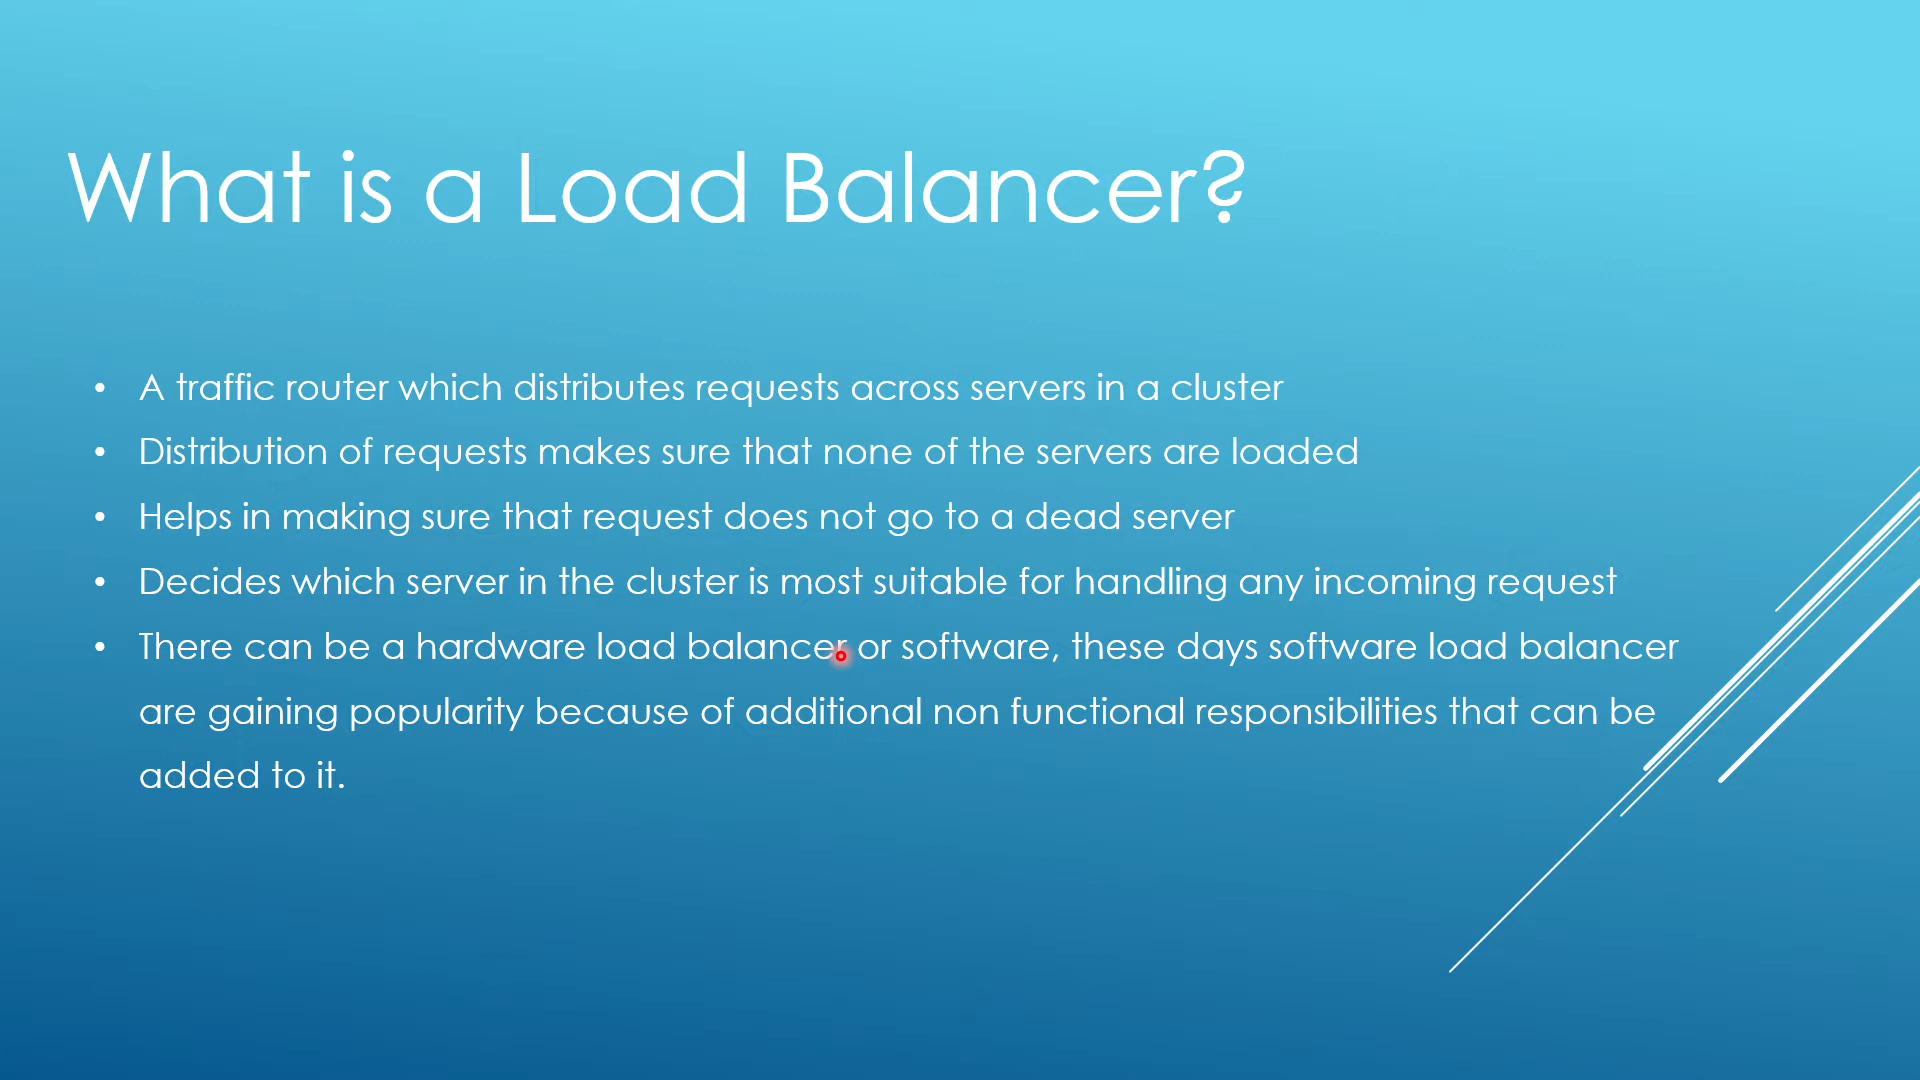 What is a Load Balancer?
• A traffic router which distributes requests across servers in a cluster
• Distribution of requests makes sure that none of the servers are loaded
• Helps in making sure that request does not go to a dead server
• Decides which server in the cluster is most suitable for handling any incoming request
• There can be a hardware load balancer or software, these days software load balancer
are gaining popularity because of additional non functional responsibilities that can be
added to it.